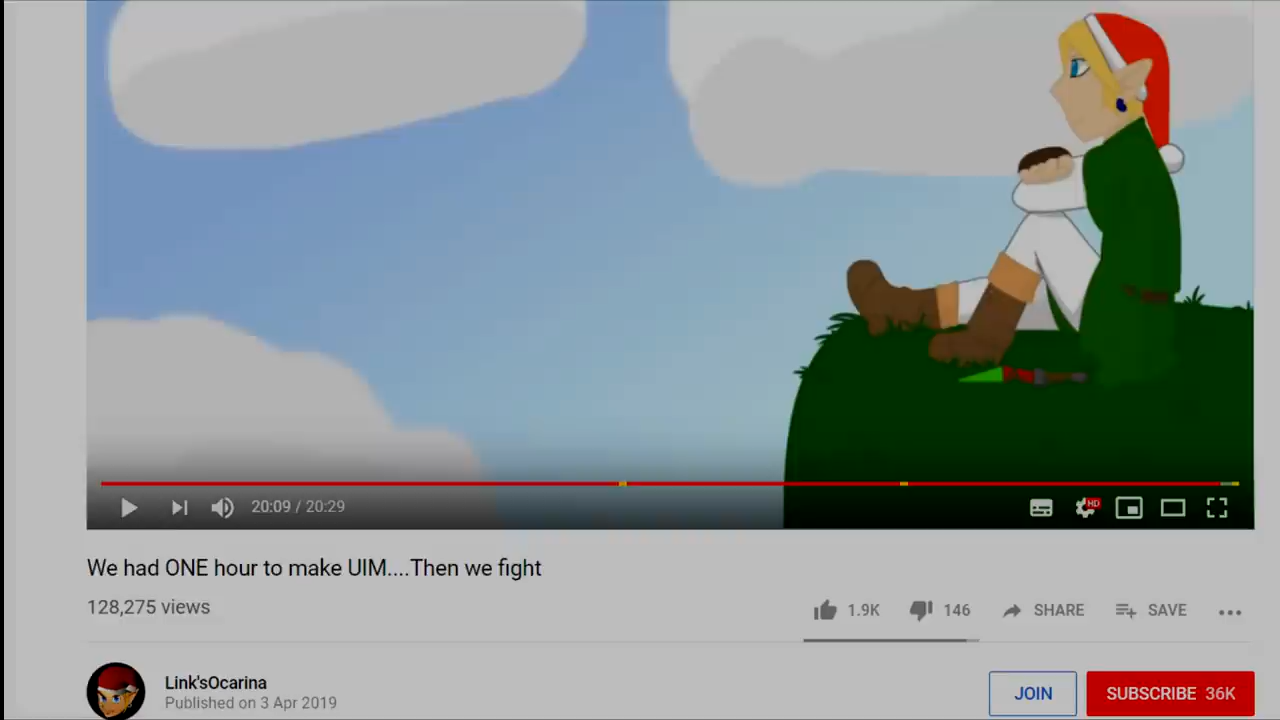 20:09 / 20:29
HD
We had ONE hour to make UIM....Then we fight
128,275 views
1.9K 146 SHARE SAVE
Link'sOcarina
Published on 3 Apr 2019
JOIN SUBSCRIBE 36K